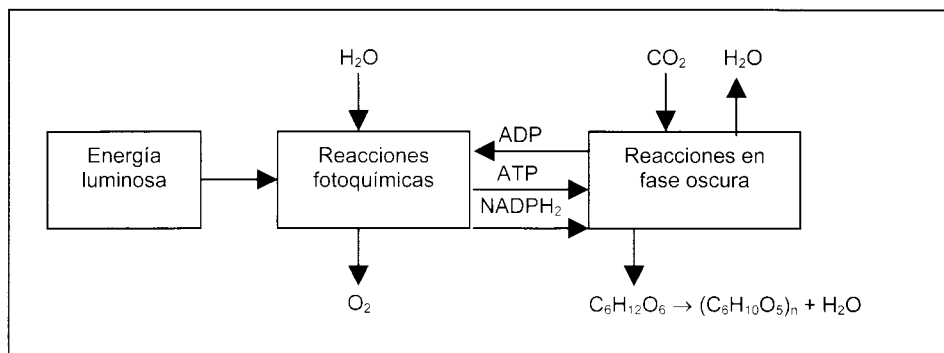 H₂O
CO₂ H₂O
Energía
luminosa
Reacciones
fotoquímicas
ADP
ATP
NADPH₂
Reacciones en
fase oscura
O₂
C₆H₁₂O₆ → (C₆H₁₀O₅)ₙ + H₂O